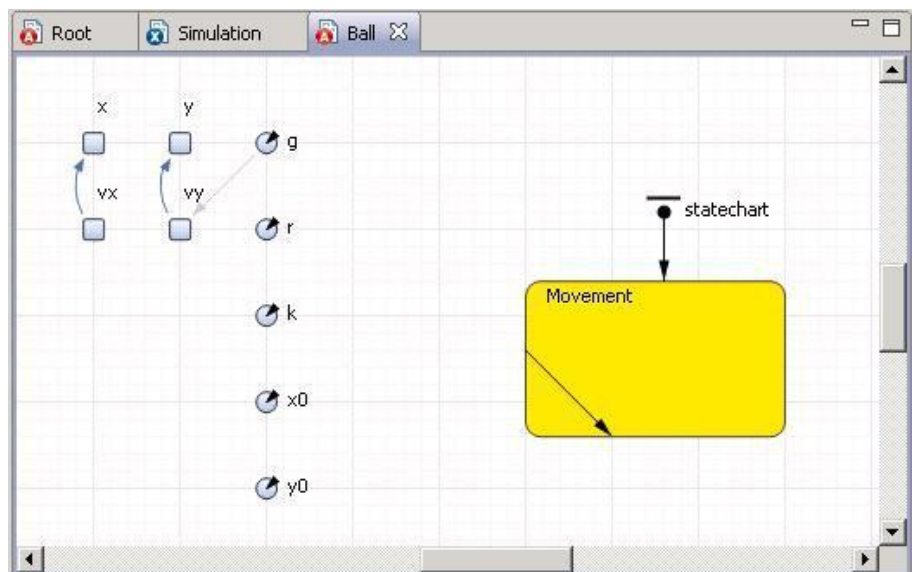 Root Simulation Ball
x y
g
vx vy
statechart
r
Movement
k
x0
y0